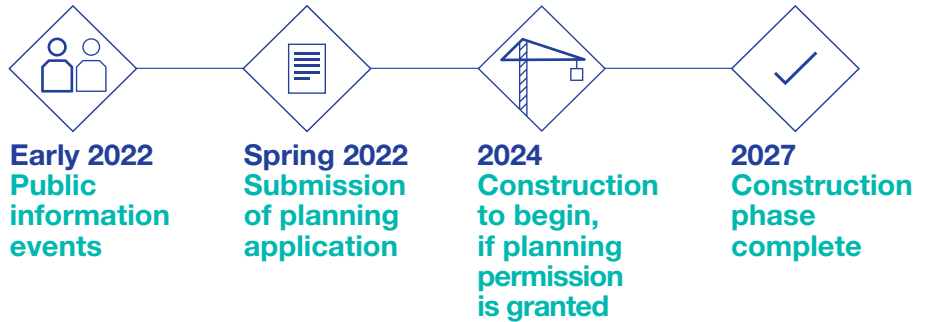 Early 2022
Public
information
events
Spring 2022
Submission
of planning
application
2024
Construction
to begin,
if planning
permission
is granted
2027
Construction
phase
complete